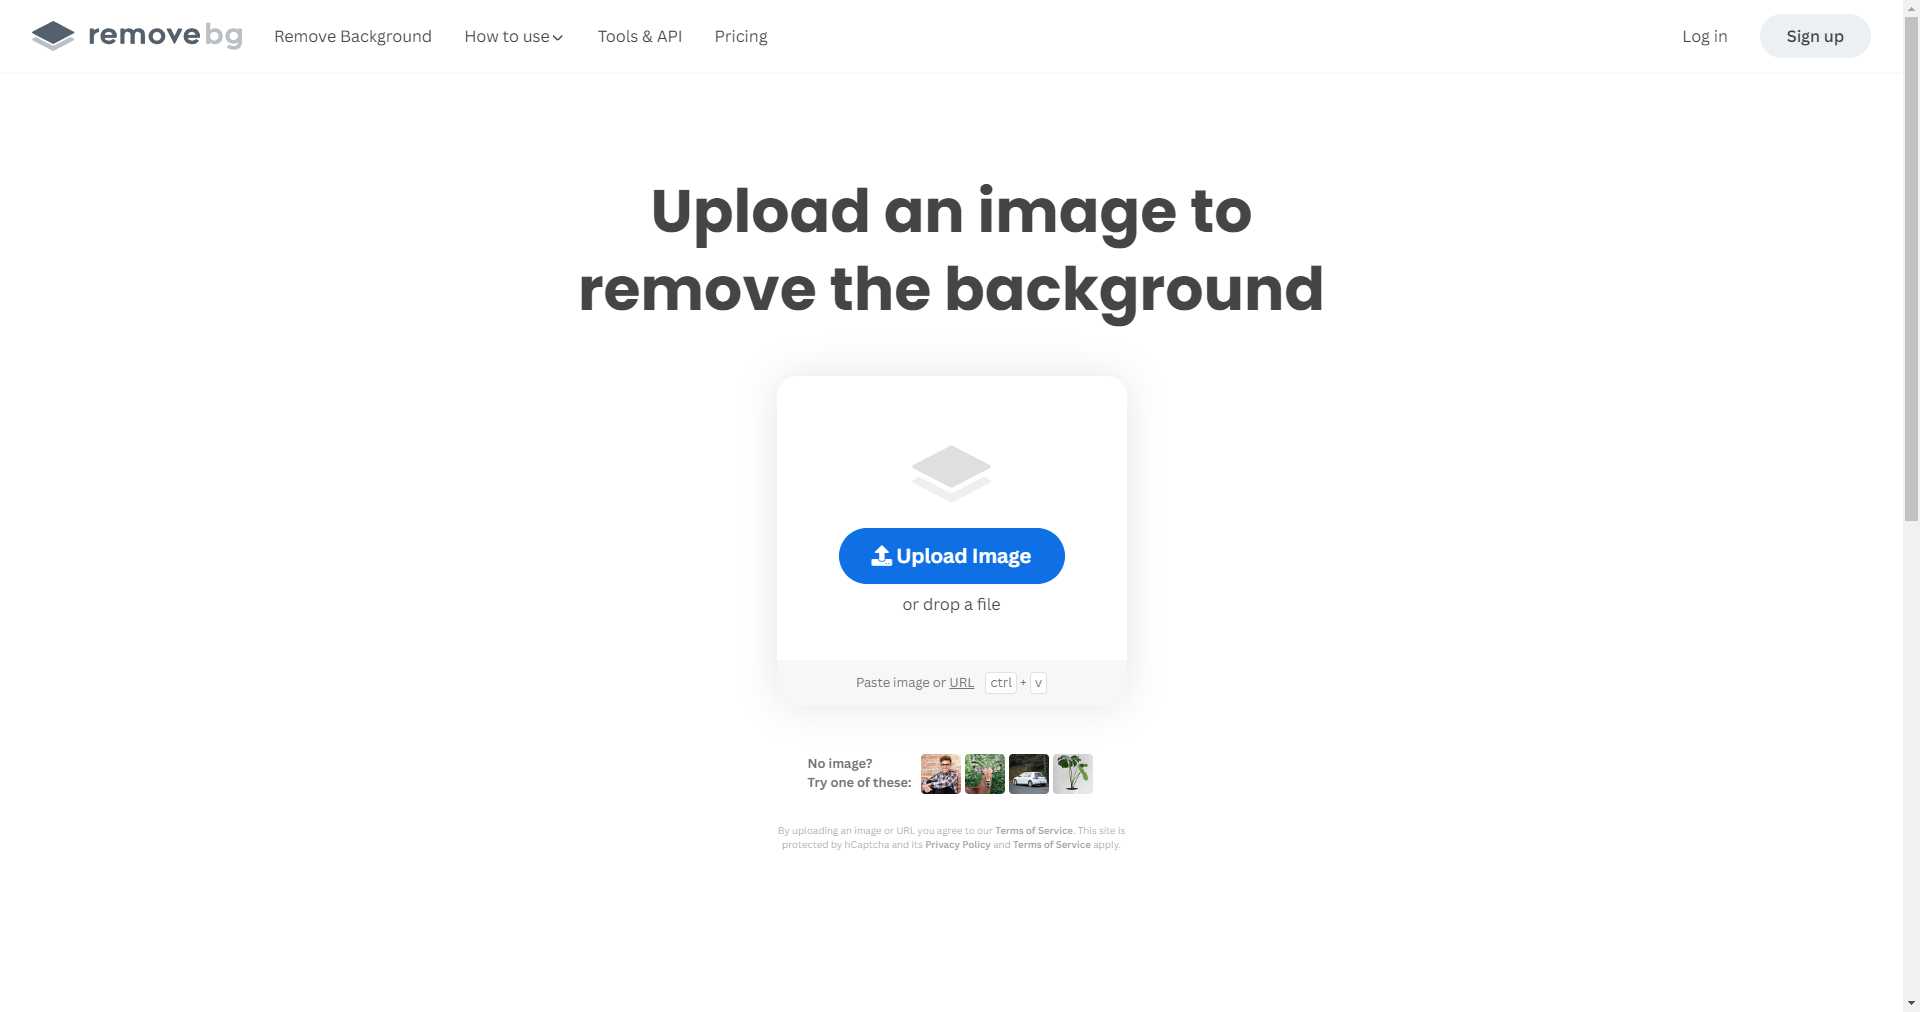 removebg
Remove Background
How to use
Tools & API
Pricing
Log in
Sign up
Upload an image to
remove the background
Upload Image
or drop a file
Paste image or URL ctrl + v
No image?
Try one of these:
By uploading an image or URL you agree to our Terms of Service. This site is
protected by hCaptcha and its Privacy Policy and Terms of Service apply.